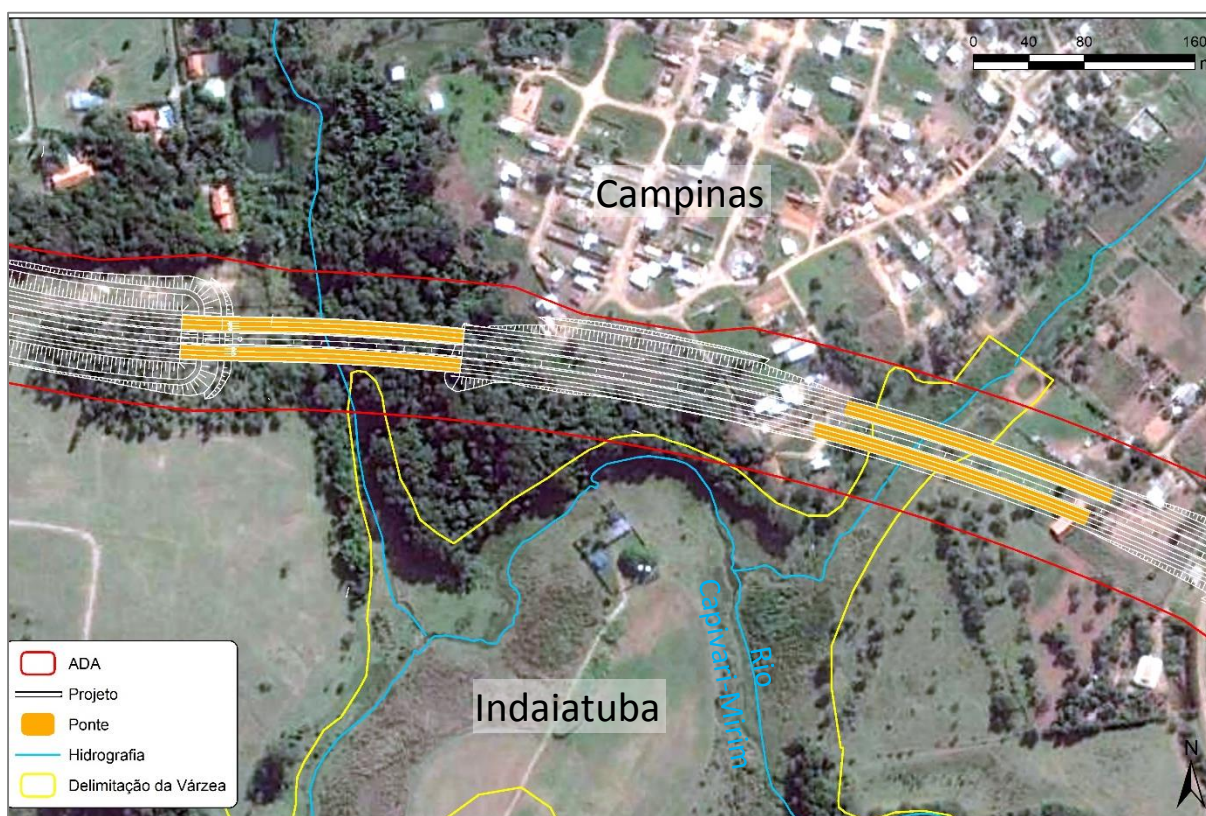 0 40 80 160
m
Campinas
Rio
Capivari-Mirim
Indaiatuba
ADA
Projeto
Ponte
Hidrografia
Delimitação da Várzea
N